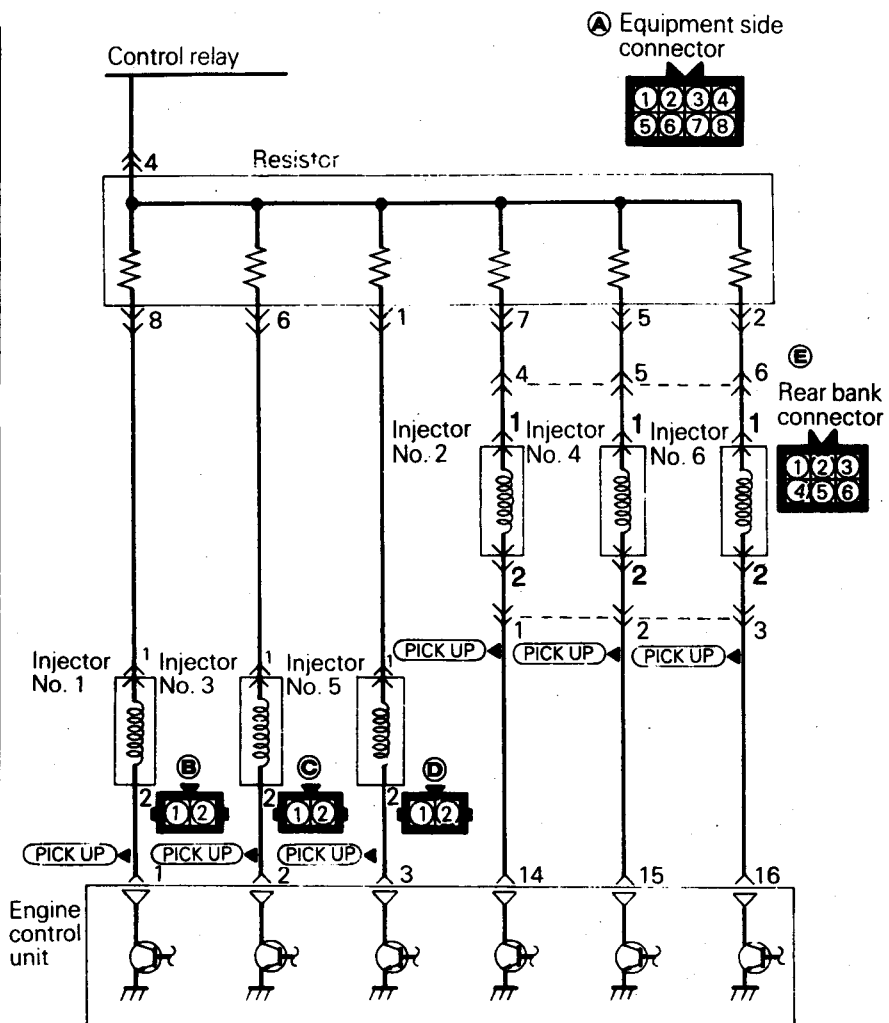 Ⓐ Equipment side
connector
① ② ③ ④
⑤ ⑥ ⑦ ⑧
Control relay
4
Resistor
8 6 1 7 5 2
4 5 6
Ⓔ
Rear bank
connector
① ② ③
④ ⑤ ⑥
1 1 1
Injector
No. 2
Injector
No. 4
Injector
No. 6
2 2 2
1 2 3
PICK UP PICK UP PICK UP
1 1 1
Injector
No. 1
Injector
No. 3
Injector
No. 5
Ⓑ Ⓒ Ⓓ
2 2 2
① ② ① ② ① ②
PICK UP PICK UP PICK UP
1 2 3 14 15 16
Engine
control
unit